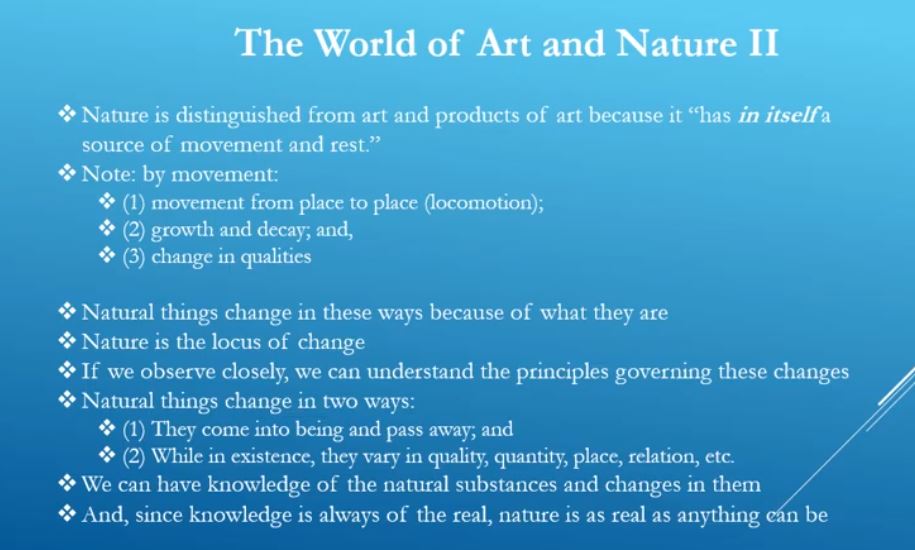 The World of Art and Nature II
❖ Nature is distinguished from art and products of art because it “has in itself a
source of movement and rest.”
❖ Note: by movement:
❖ (1) movement from place to place (locomotion);
❖ (2) growth and decay; and,
❖ (3) change in qualities
❖ Natural things change in these ways because of what they are
❖ Nature is the locus of change
❖ If we observe closely, we can understand the principles governing these changes
❖ Natural things change in two ways:
❖ (1) They come into being and pass away; and
❖ (2) While in existence, they vary in quality, quantity, place, relation, etc.
❖ We can have knowledge of the natural substances and changes in them
❖ And, since knowledge is always of the real, nature is as real as anything can be